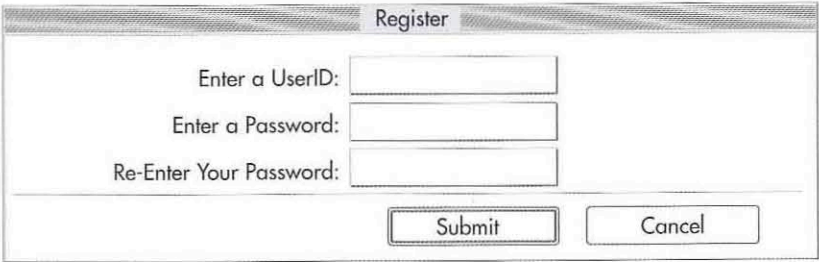 Register
Enter a UserID:
Enter a Password:
Re-Enter Your Password:
Submit Cancel